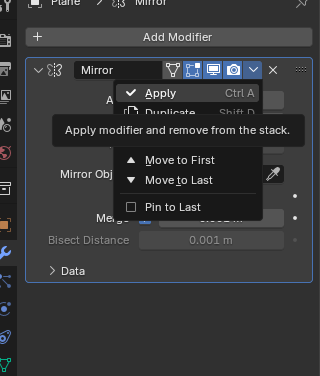 Plane
Mirror
+ Add Modifier
Mirror
Apply Ctrl A
Duplicate Shift D
Apply modifier and remove from the stack.
Move to First
Move to Last
Mirror Obj
Pin to Last
Merge
Bisect Distance 0.001 m
Data